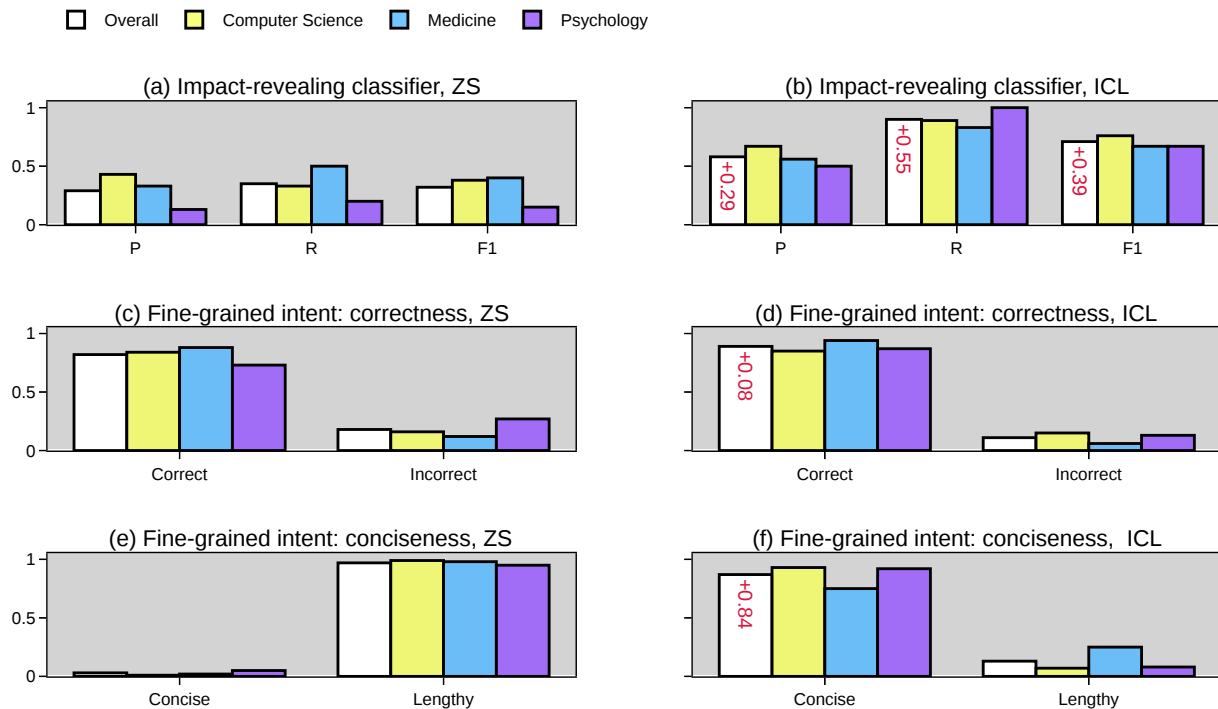 Overall Computer Science Medicine Psychology
(a) Impact-revealing classifier, ZS
1
0.5
0
P R F1
(b) Impact-revealing classifier, ICL
+0.29 +0.55 +0.39
P R F1
(c) Fine-grained intent: correctness, ZS
1
0.5
0
Correct Incorrect
(d) Fine-grained intent: correctness, ICL
+0.08
Correct Incorrect
(e) Fine-grained intent: conciseness, ZS
1
0.5
0
Concise Lengthy
(f) Fine-grained intent: conciseness, ICL
+0.84
Concise Lengthy